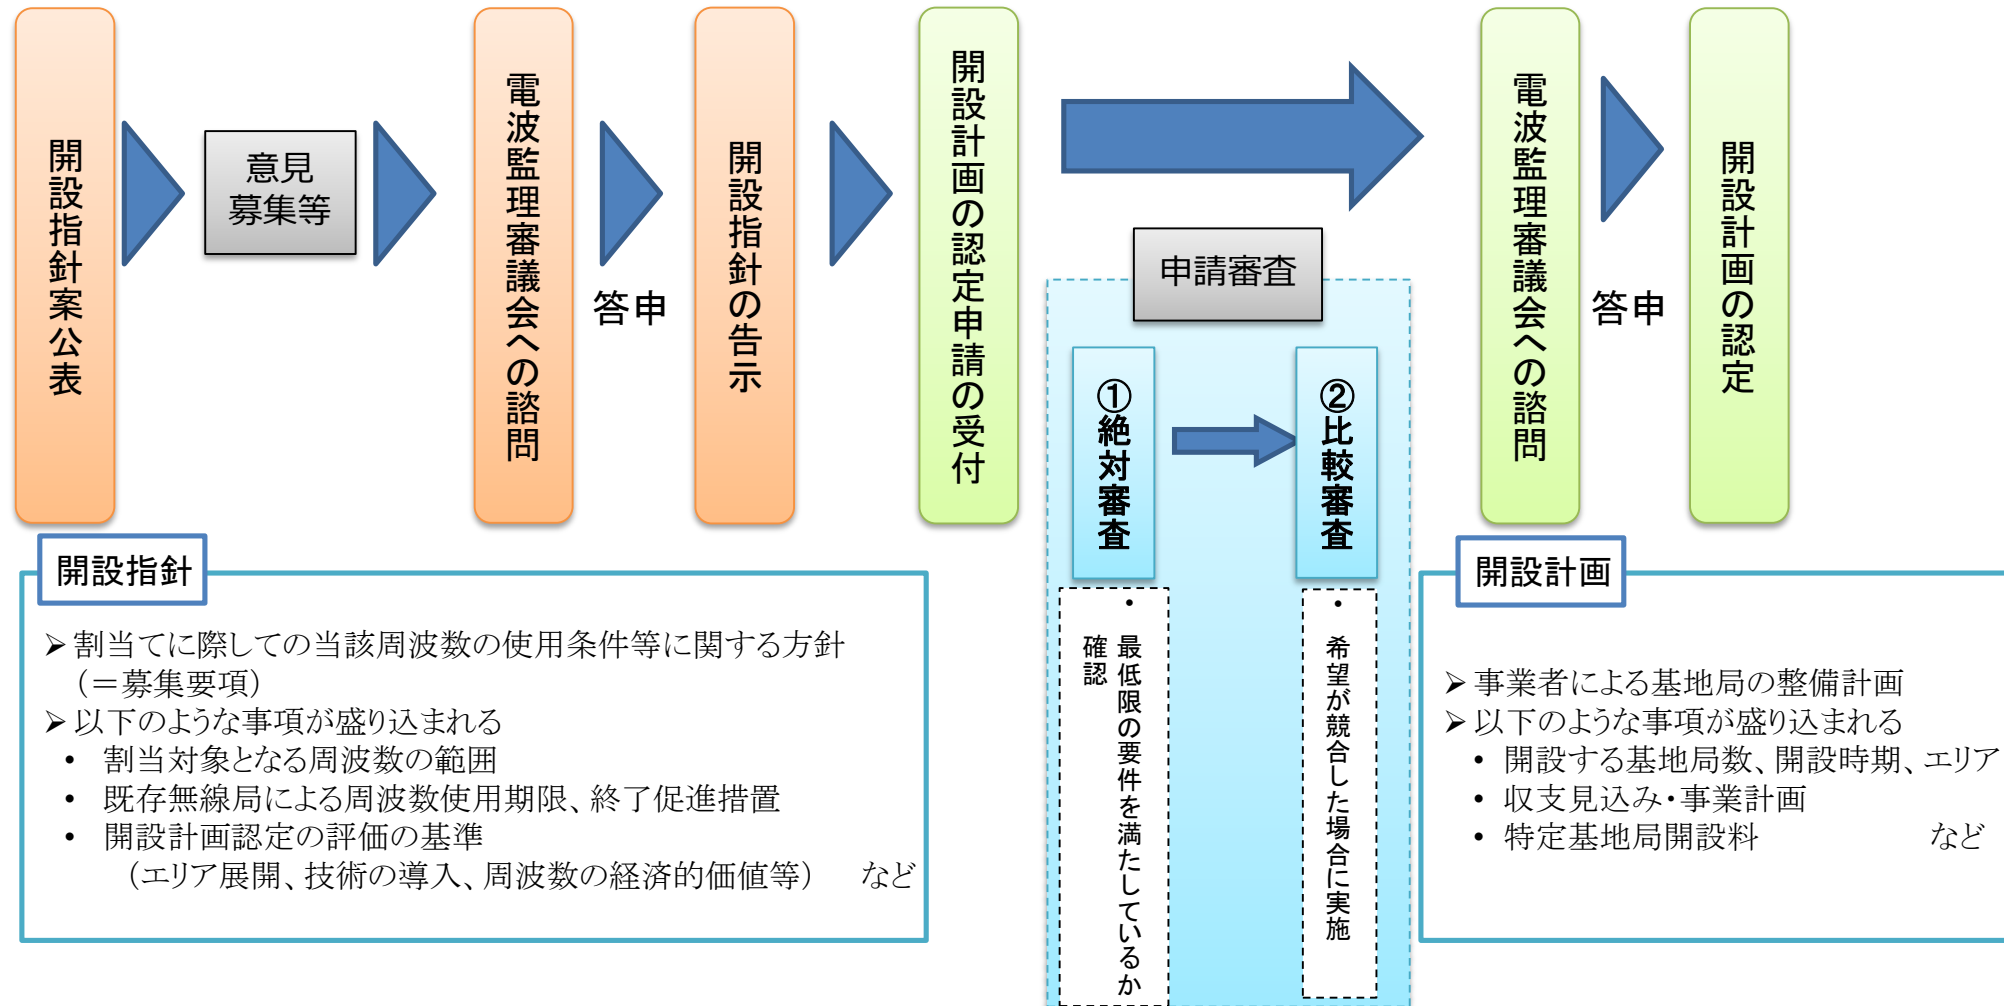 開設指針案公表
意見
募集等
電波監理審議会への諮問
答申
開設指針の告示
開設計画の認定申請の受付
申請審査
①絶対審査
②比較審査
・最低限の要件を満たしているか
確認
・希望が競合した場合に実施
電波監理審議会への諮問
答申
開設計画の認定
開設指針
➢ 割当てに際しての当該周波数の使用条件等に関する方針
（＝募集要項）
➢ 以下のような事項が盛り込まれる
• 割当対象となる周波数の範囲
• 既存無線局による周波数使用期限、終了促進措置
• 開設計画認定の評価の基準
（エリア展開、技術の導入、周波数の経済的価値等）　など
開設計画
➢ 事業者による基地局の整備計画
➢ 以下のような事項が盛り込まれる
• 開設する基地局数、開設時期、エリア
• 収支見込み・事業計画
• 特定基地局開設料　など